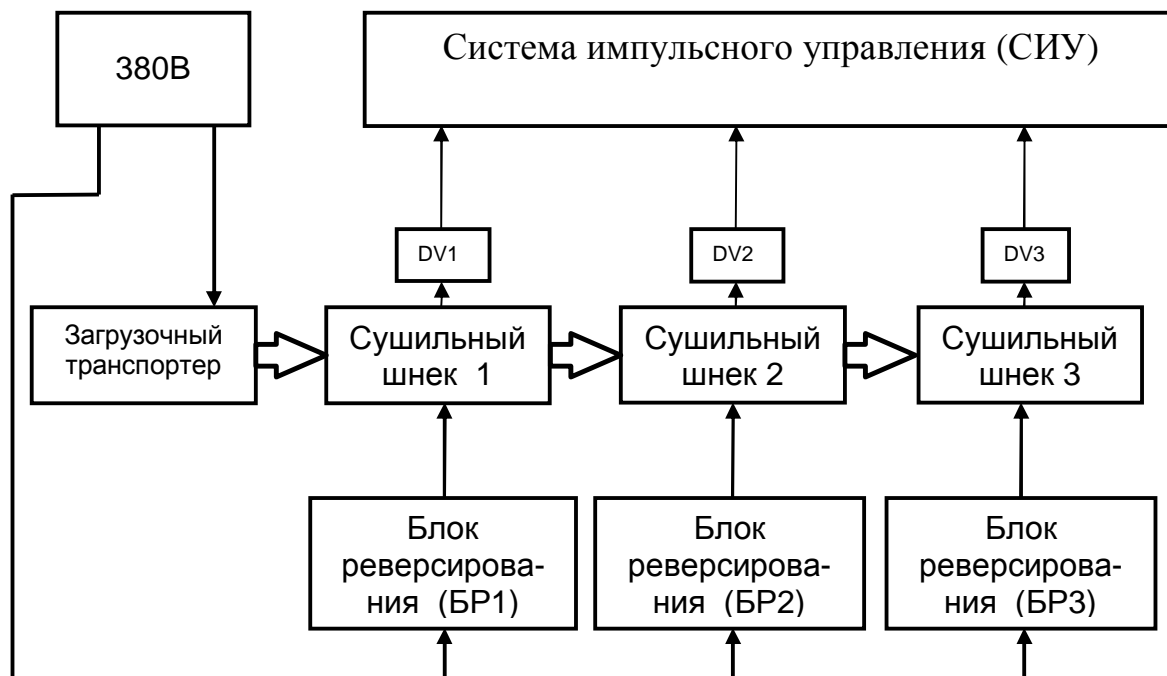 380В
Система импульсного управления (СИУ)
DV1
DV2
DV3
Загрузочный
транспортер
Сушильный
шнек 1
Сушильный
шнек 2
Сушильный
шнек 3
Блок
реверсирова-
ния (БР1)
Блок
реверсирова-
ния (БР2)
Блок
реверсирова-
ния (БР3)